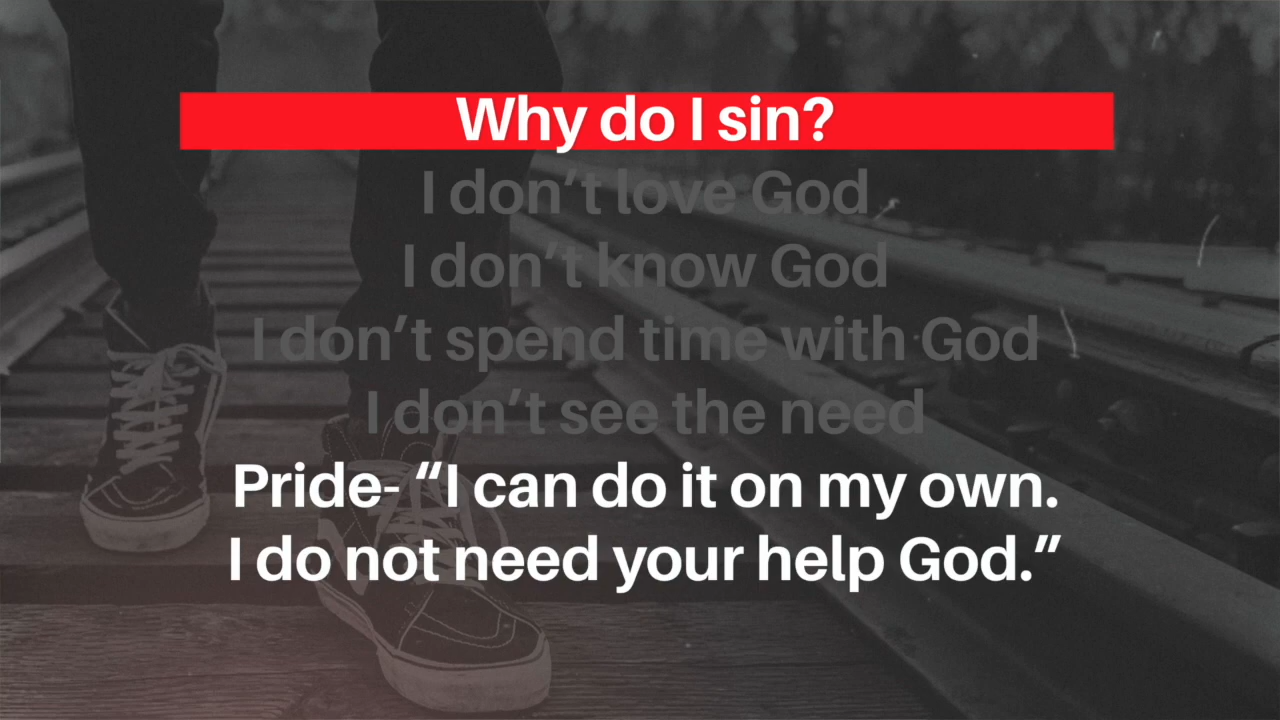 Why do I sin?
I don’t love God
I don’t know God
I don’t spend time with God
I don’t see the need
Pride- “I can do it on my own.
I do not need your help God.”